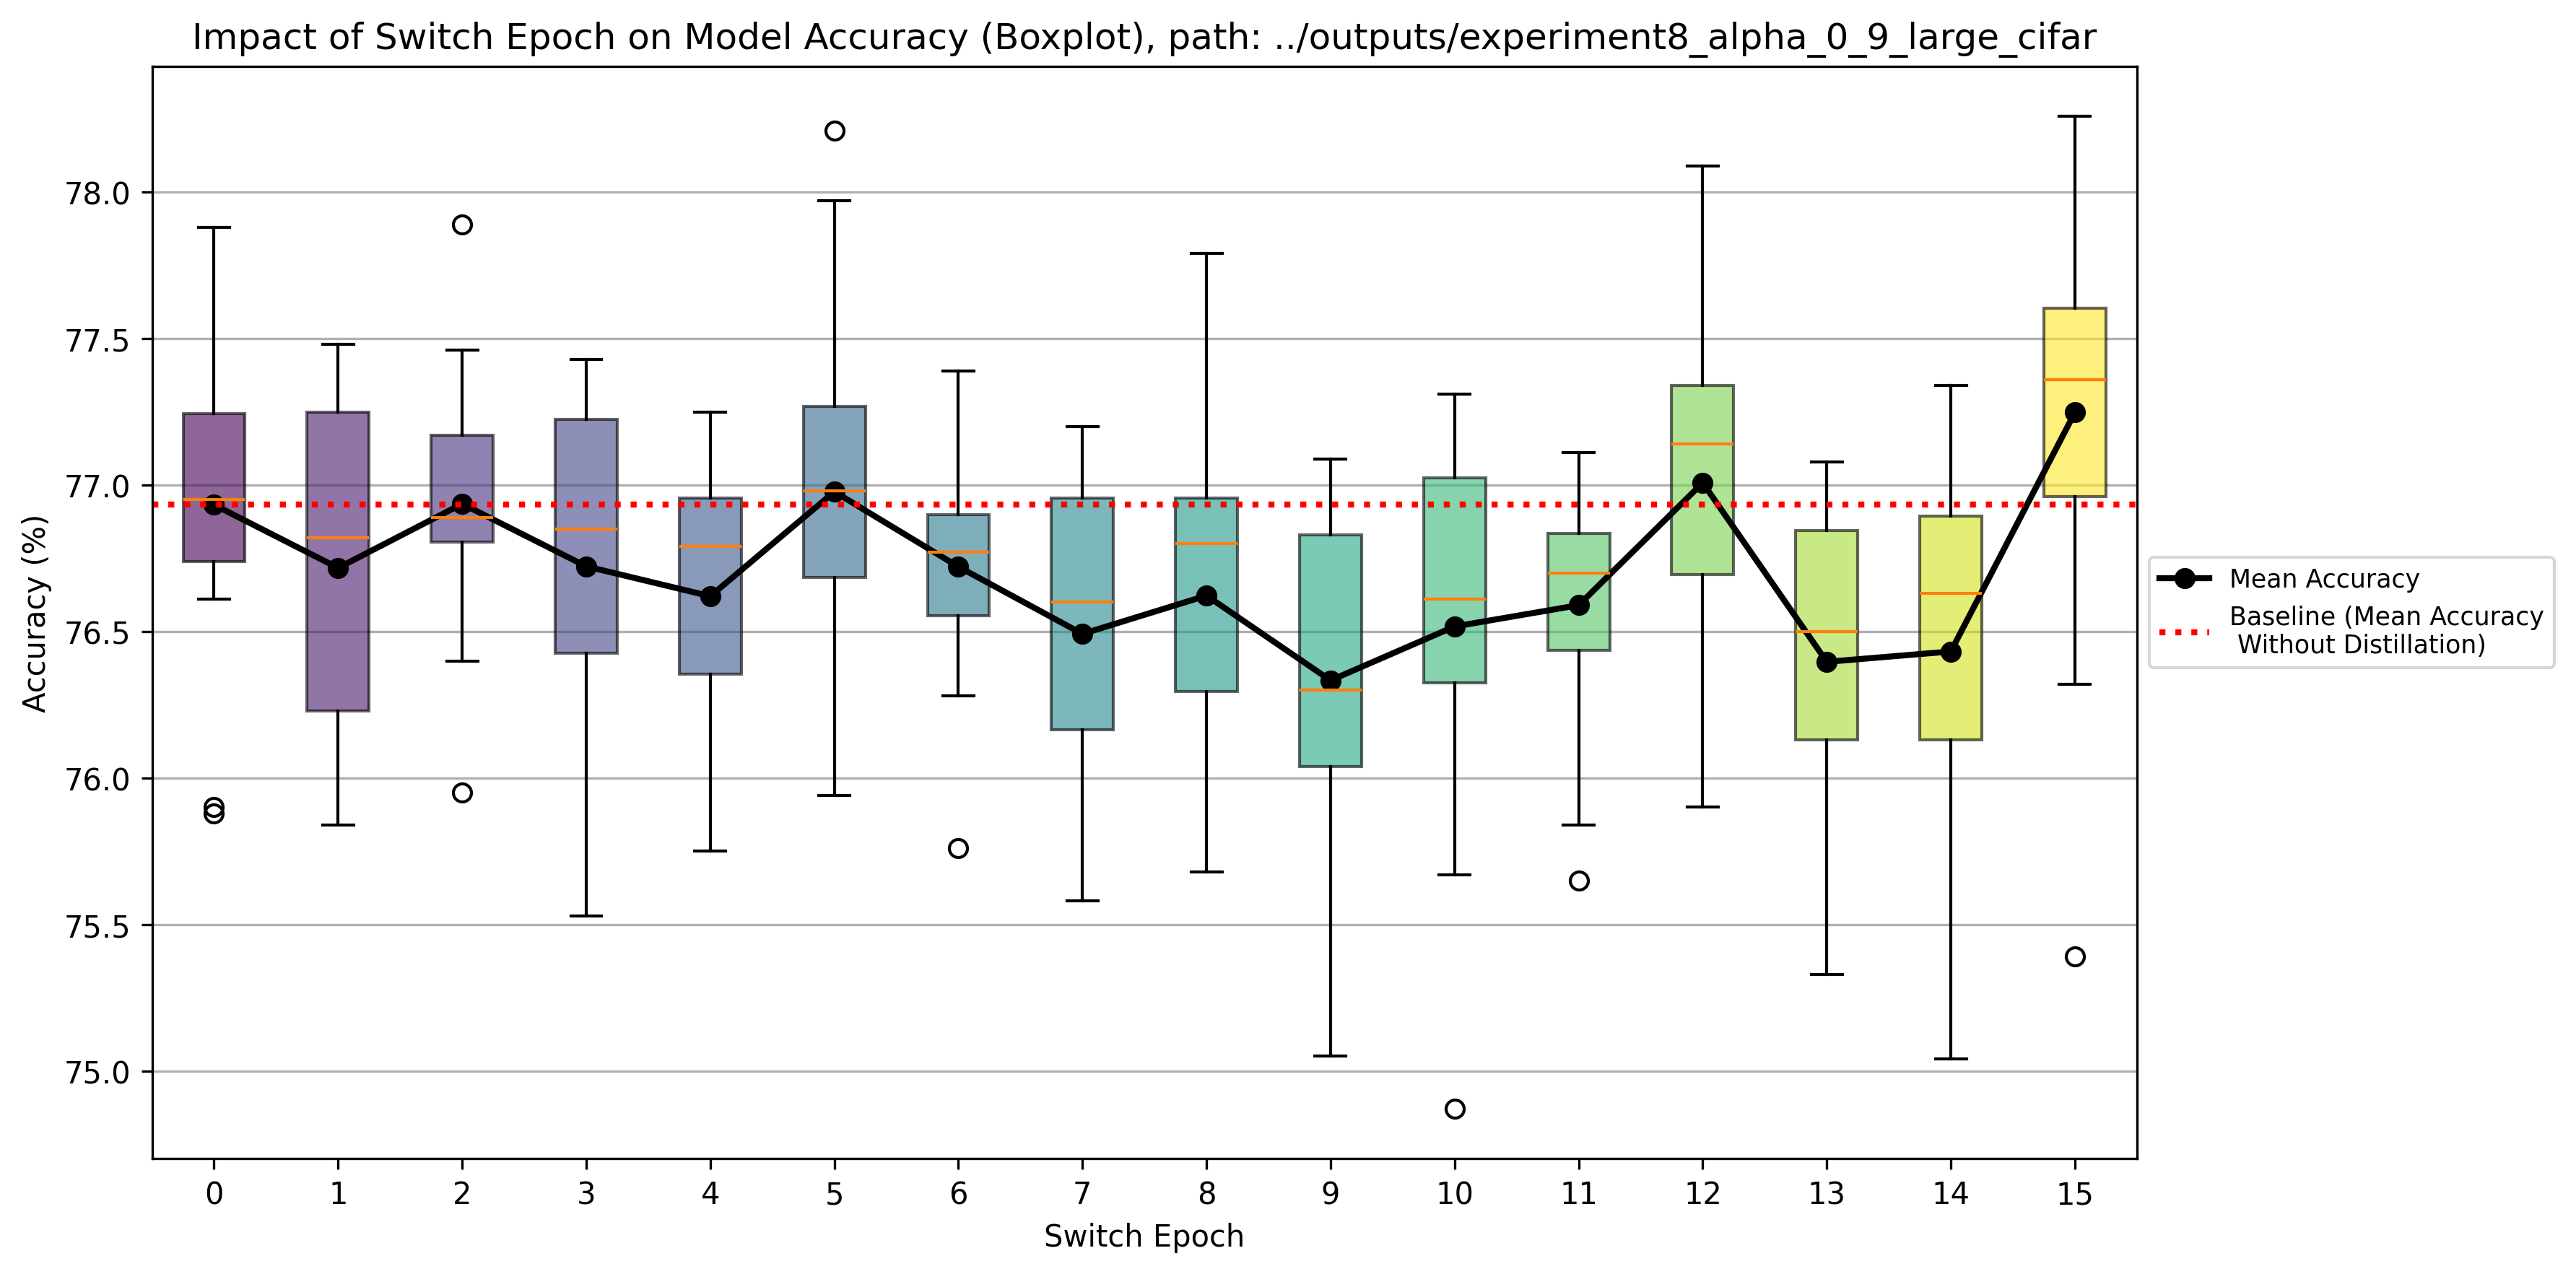 Impact of Switch Epoch on Model Accuracy (Boxplot), path: ../outputs/experiment8_alpha_0_9_large_cifar
Accuracy (%)
78.0
77.5
77.0
76.5
76.0
75.5
75.0
0 1 2 3 4 5 6 7 8 9 10 11 12 13 14 15
Switch Epoch
Mean Accuracy
Baseline (Mean Accuracy
Without Distillation)